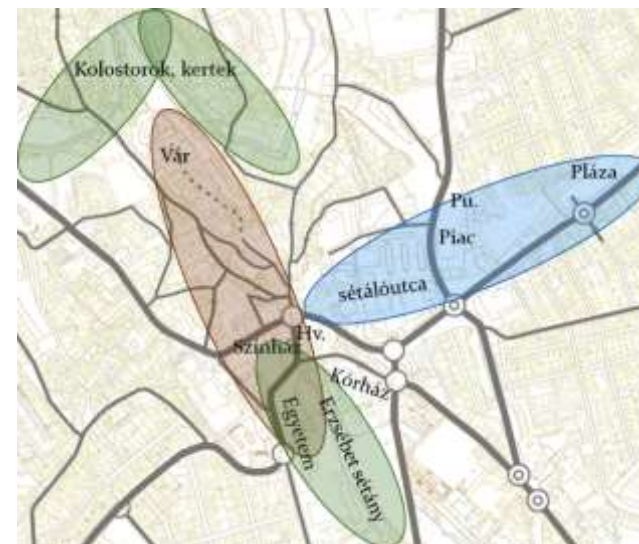 Kolostorok, kertek
Vár
Pláza
Pu.
Piac
sétálóutca
Hv.
Színház
Kórház
Egyetem
Erzsébet sétány